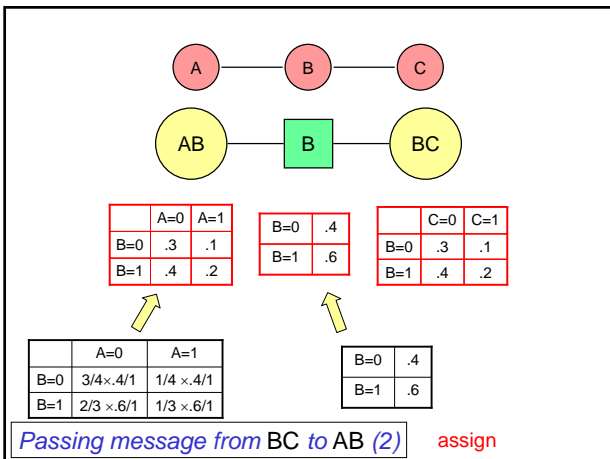 A B C
AB B BC
A=0 A=1
B=0 .3 .1
B=1 .4 .2
B=0 .4
B=1 .6
C=0 C=1
B=0 .3 .1
B=1 .4 .2
A=0 A=1
B=0 3/4×.4/1 1/4 ×.4/1
B=1 2/3 ×.6/1 1/3 ×.6/1
B=0 .4
B=1 .6
Passing message from BC to AB (2) assign